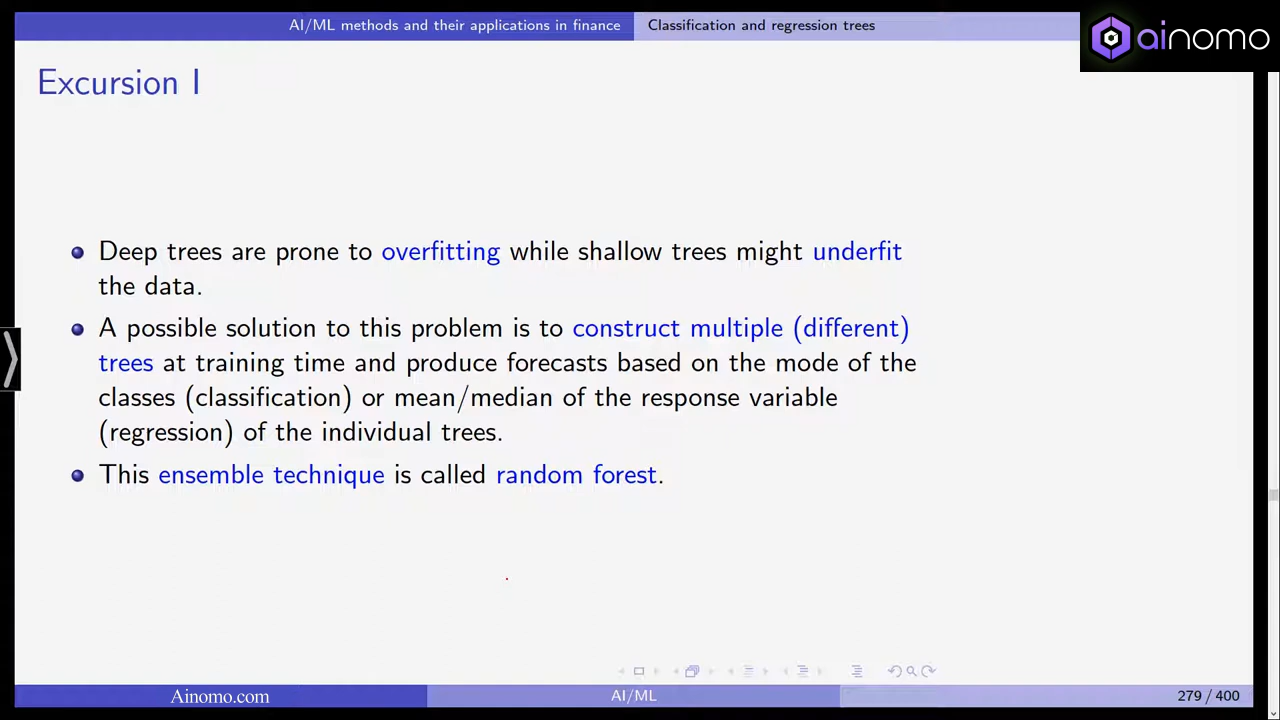 AI/ML methods and their applications in finance
Classification and regression trees
ainomo
Excursion I
Deep trees are prone to overfitting while shallow trees might underfit
the data.
A possible solution to this problem is to construct multiple (different)
trees at training time and produce forecasts based on the mode of the
classes (classification) or mean/median of the response variable
(regression) of the individual trees.
This ensemble technique is called random forest.
Ainomo.com
AI/ML
279 / 400